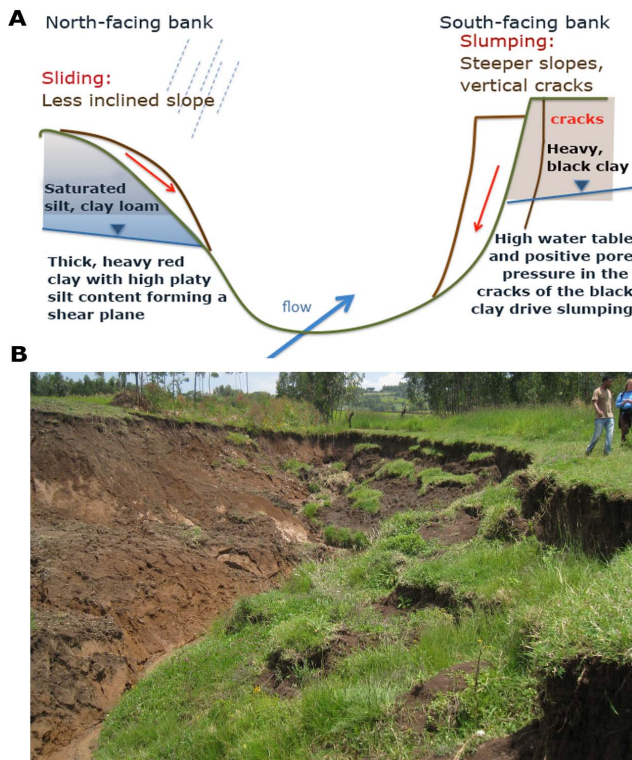 A
North-facing bank
South-facing bank
Sliding:
Less inclined slope
Slumping:
Steeper slopes,
vertical cracks
cracks
Heavy,
black clay
Saturated
silt, clay loam
Thick, heavy red
clay with high platy
silt content forming a
shear plane
flow
High water table
and positive pore
pressure in the
cracks of the black
clay drive slumping
B